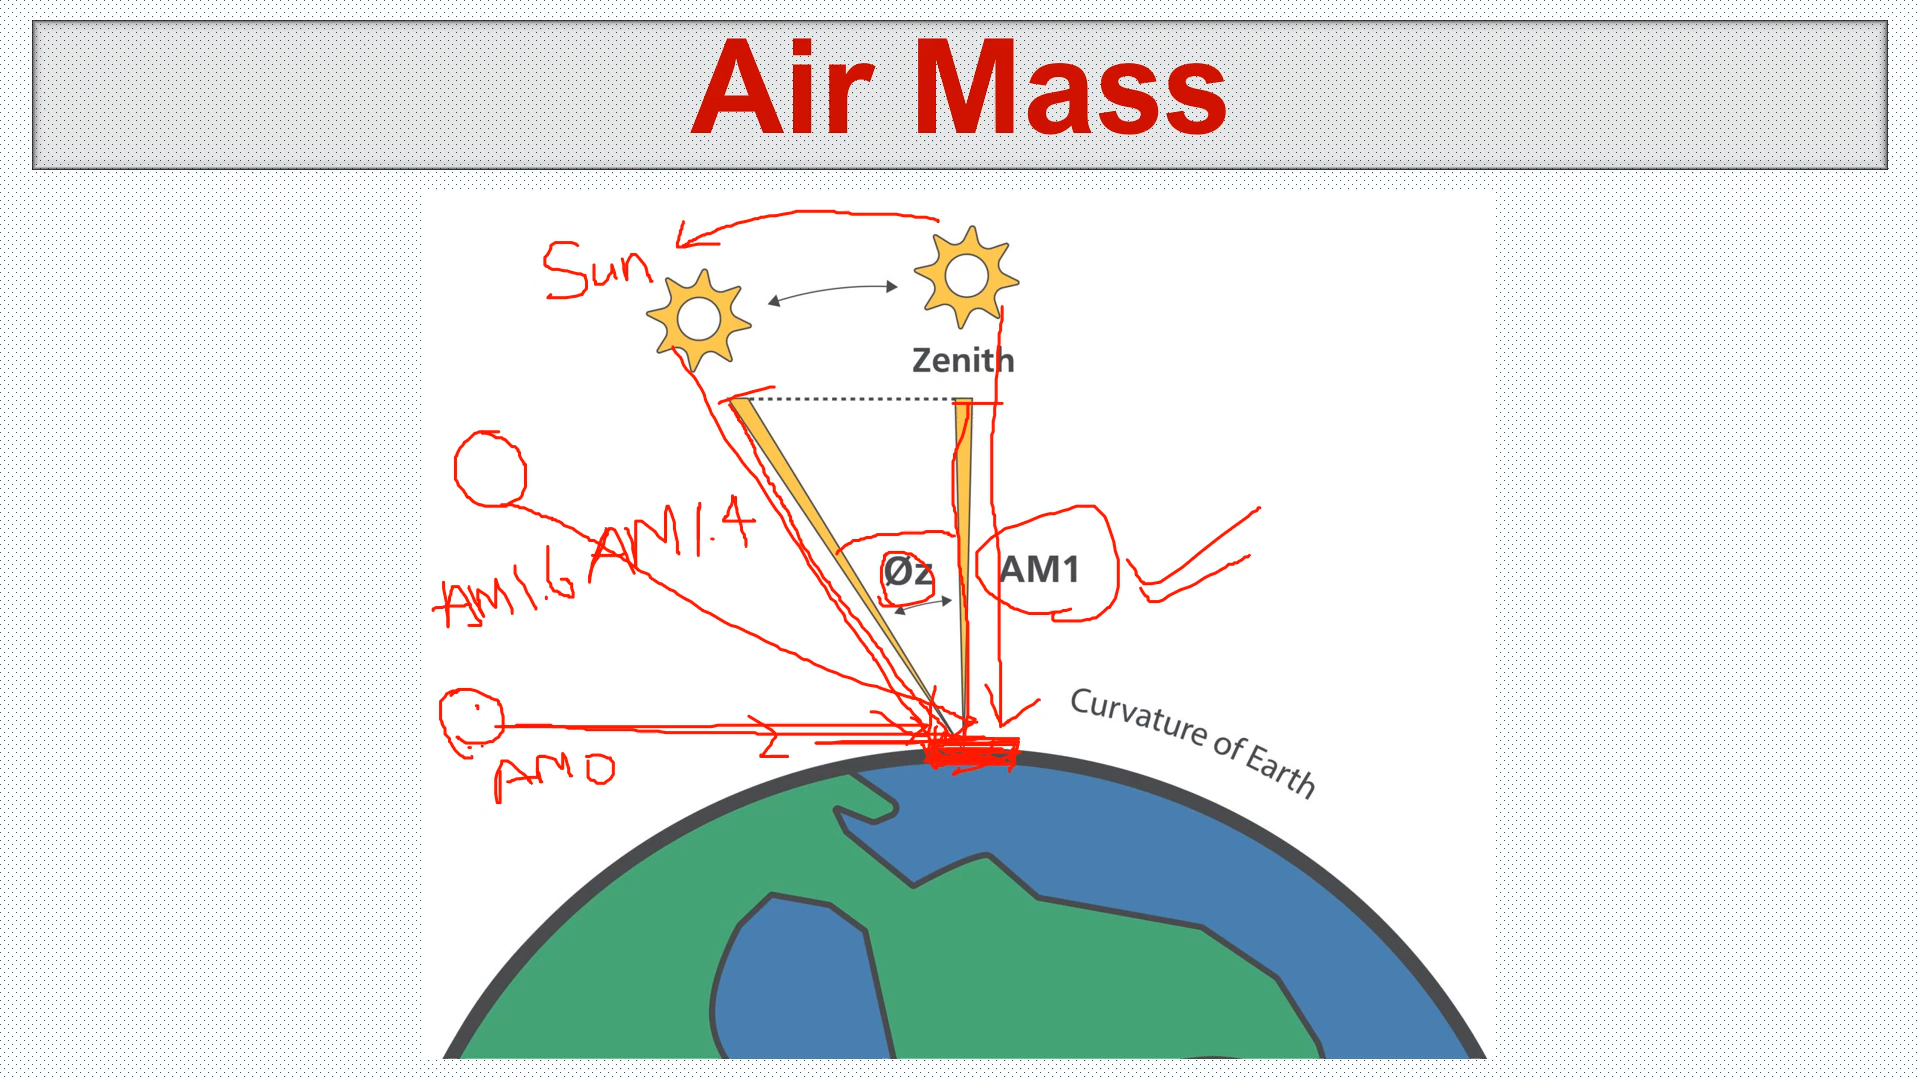 Air Mass
Sun
Zenith
AM1.4
AM1.6
Øz
AM1
Curvature of Earth
AM0